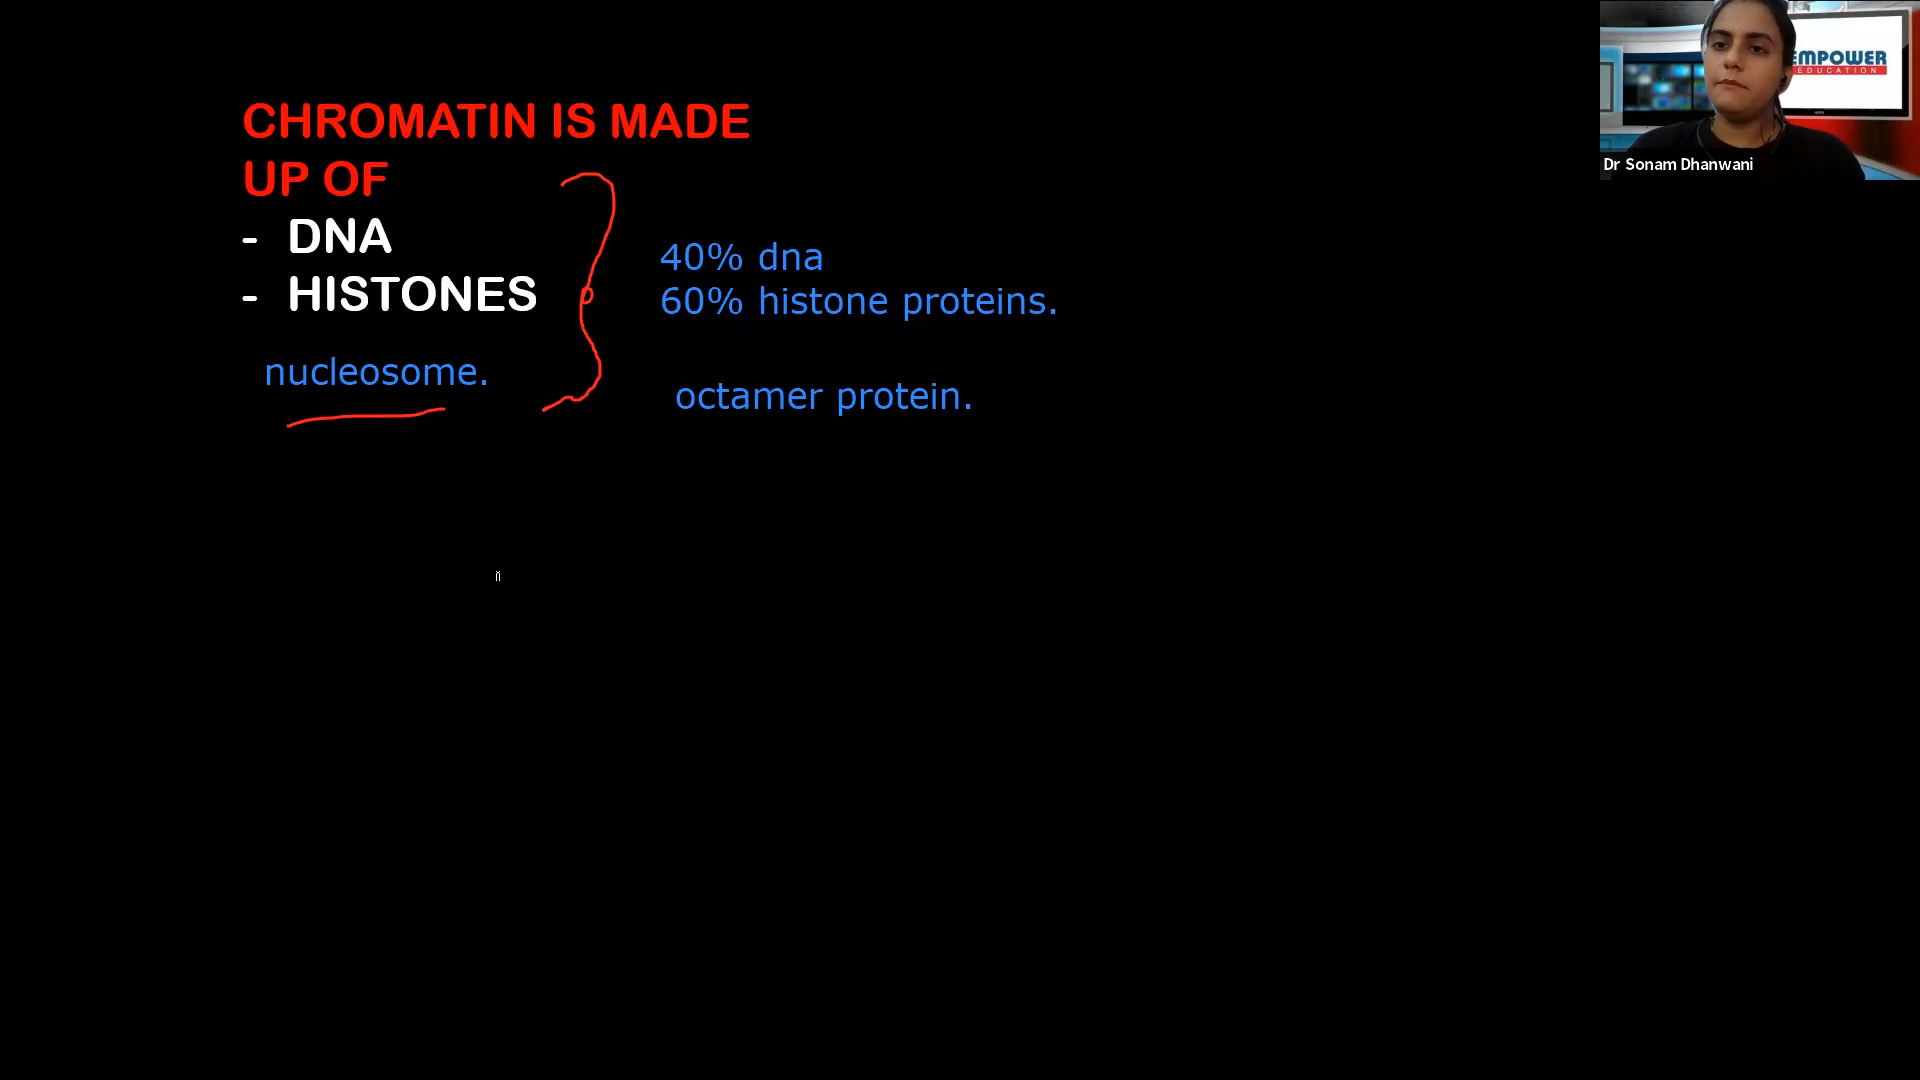 CHROMATIN IS MADE
UP OF
- DNA
- HISTONES
nucleosome.
40% dna
60% histone proteins.
octamer protein.
EMPOWER
EDUCATION
Dr Sonam Dhanwani